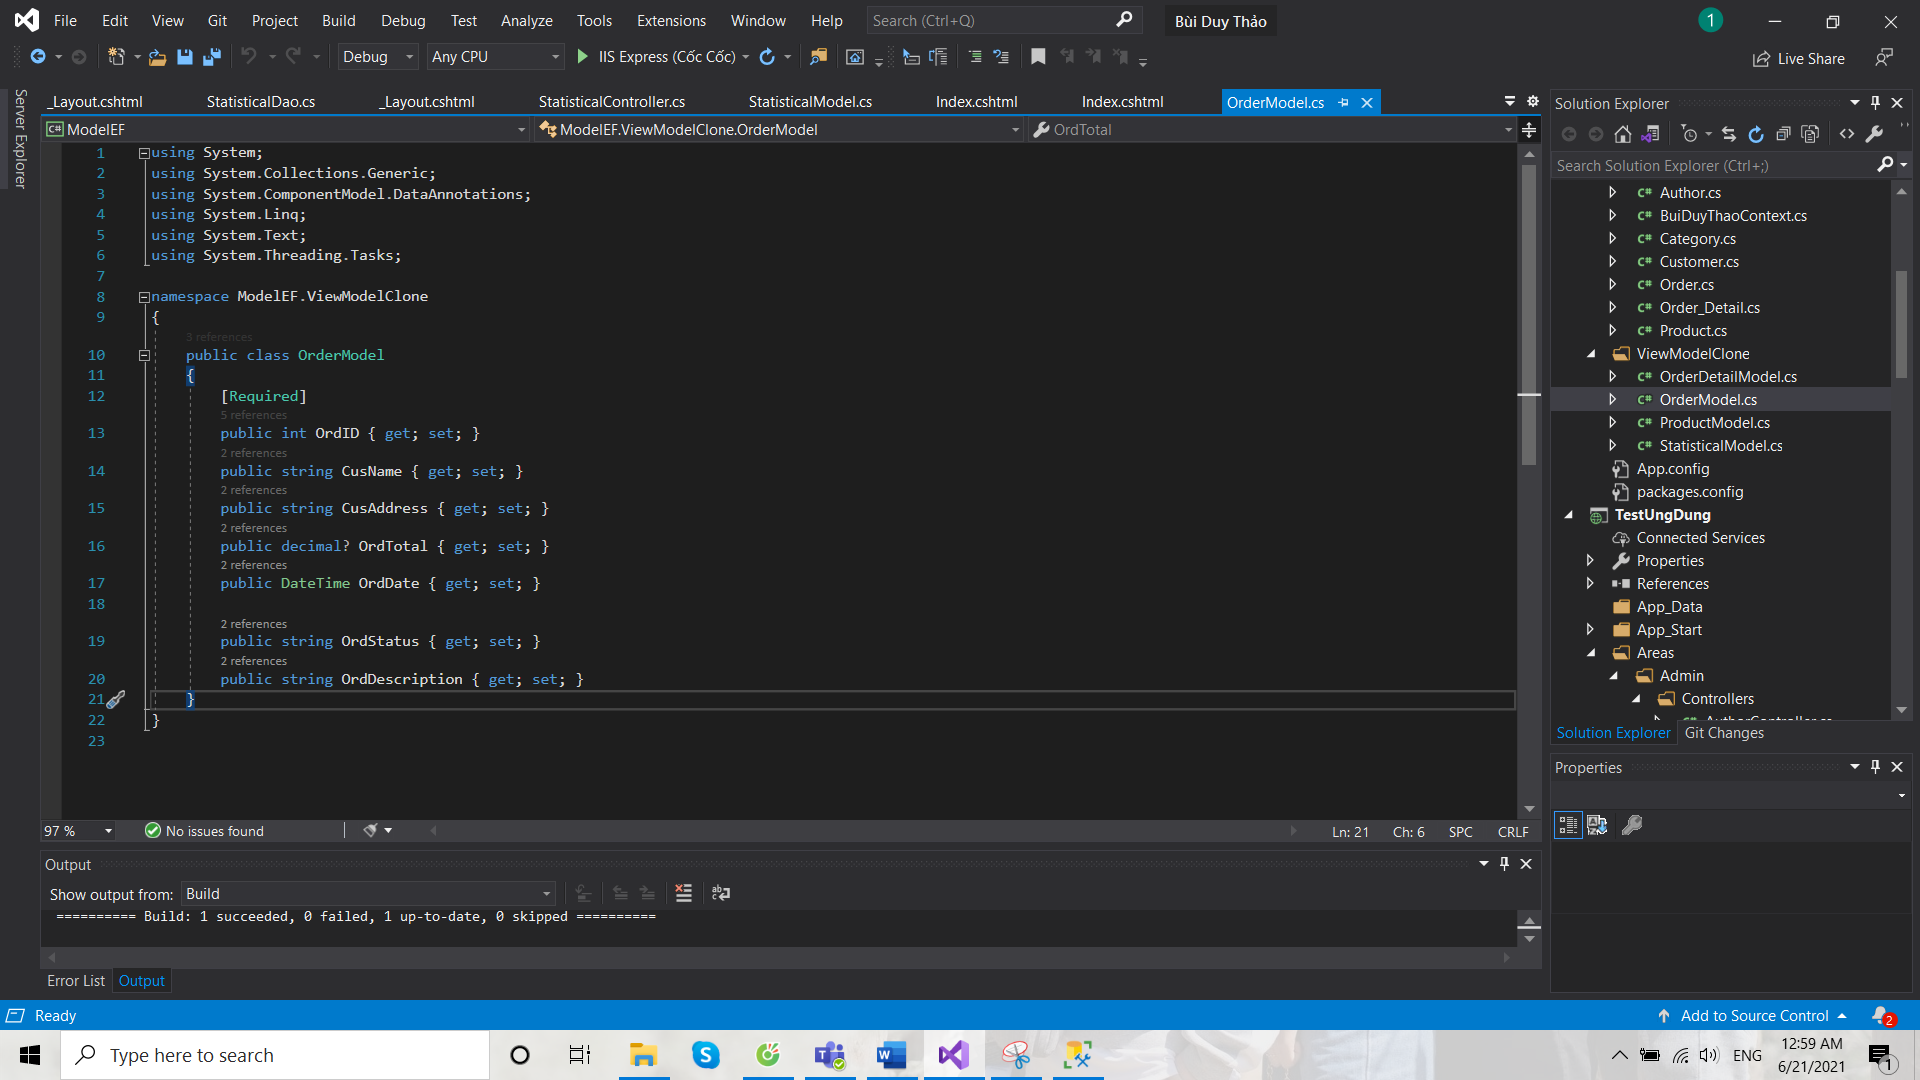 File Edit View Git Project Build Debug Test Analyze Tools Extensions Window Help Search (Ctrl+Q) Bùi Duy Thảo 1
Debug Any CPU IIS Express (Cốc Cốc) Live Share
Server Explorer
_Layout.cshtml StatisticalDao.cs _Layout.cshtml StatisticalController.cs StatisticalModel.cs Index.cshtml Index.cshtml OrderModel.cs
ModelEF ModelEF.ViewModelClone.OrderModel OrdTotal
1 using System;
2 using System.Collections.Generic;
3 using System.ComponentModel.DataAnnotations;
4 using System.Linq;
5 using System.Text;
6 using System.Threading.Tasks;
7
8 namespace ModelEF.ViewModelClone
9 {
3 references
10 public class OrderModel
11 {
12 [Required]
5 references
13 public int OrdID { get; set; }
2 references
14 public string CusName { get; set; }
2 references
15 public string CusAddress { get; set; }
2 references
16 public decimal? OrdTotal { get; set; }
2 references
17 public DateTime OrdDate { get; set; }
18
2 references
19 public string OrdStatus { get; set; }
2 references
20 public string OrdDescription { get; set; }
21 }
22 }
23
97 % No issues found Ln: 21 Ch: 6 SPC CRLF
Output
Show output from: Build
========== Build: 1 succeeded, 0 failed, 1 up-to-date, 0 skipped ==========
Error List Output
Solution Explorer
Search Solution Explorer (Ctrl+;)
C# Author.cs
C# BuiDuyThaoContext.cs
C# Category.cs
C# Customer.cs
C# Order.cs
C# Order_Detail.cs
C# Product.cs
ViewModelClone
C# OrderDetailModel.cs
C# OrderModel.cs
C# ProductModel.cs
C# StatisticalModel.cs
App.config
packages.config
TestUngDung
Connected Services
Properties
References
App_Data
App_Start
Areas
Admin
Controllers
Solution Explorer Git Changes
Properties
Ready Add to Source Control 2
Type here to search ENG 12:59 AM
6/21/2021 1